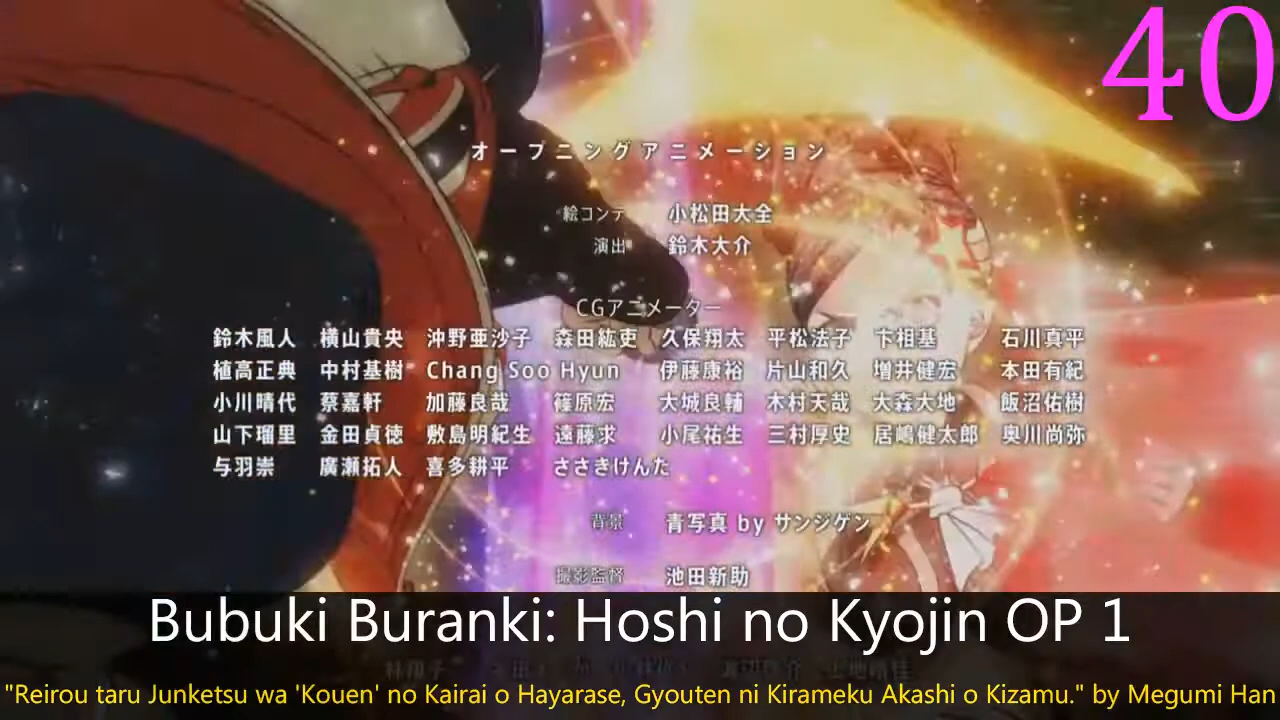 40
オープニングアニメーション
絵コンテ 小松田大全
演出 鈴木大介
CGアニメーター
鈴木風人 横山貴央 沖野亜沙子 森田紘吏 久保翔太 平松法子 卞相基 石川真平
植高正典 中村基樹 Chang Soo Hyun 伊藤康裕 片山和久 増井健宏 本田有紀
小川晴代 蔡嘉軒 加藤良哉 篠原宏 大城良輔 木村天哉 大森大地 飯沼佑樹
山下瑠里 金田貞徳 敷島明紀生 遠藤求 小尾祐生 三村厚史 居嶋健太郎 奥川尚弥
与羽崇 廣瀬拓人 喜多耕平 ささきけんた
背景 青写真 by サンジゲン
撮影監督 池田新助
Bubuki Buranki: Hoshi no Kyojin OP 1
"Reirou taru Junketsu wa 'Kouen' no Kairai o Hayarase, Gyouten ni Kirameku Akashi o Kizamu." by Megumi Han